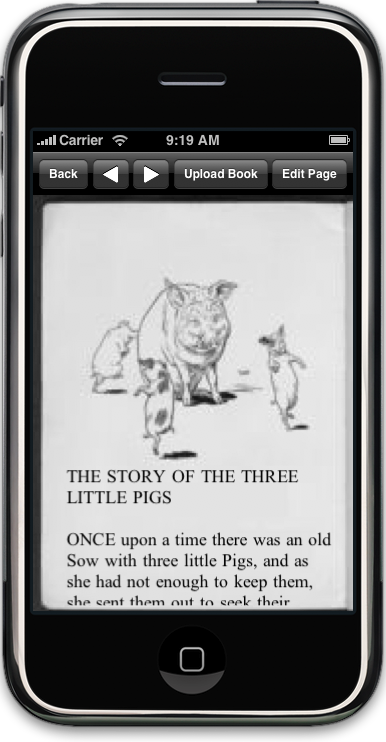 Carrier 9:19 AM
Back Upload Book Edit Page
THE STORY OF THE THREE
LITTLE PIGS
ONCE upon a time there was an old
Sow with three little Pigs, and as
she had not enough to keep them,
she sent them out to seek their